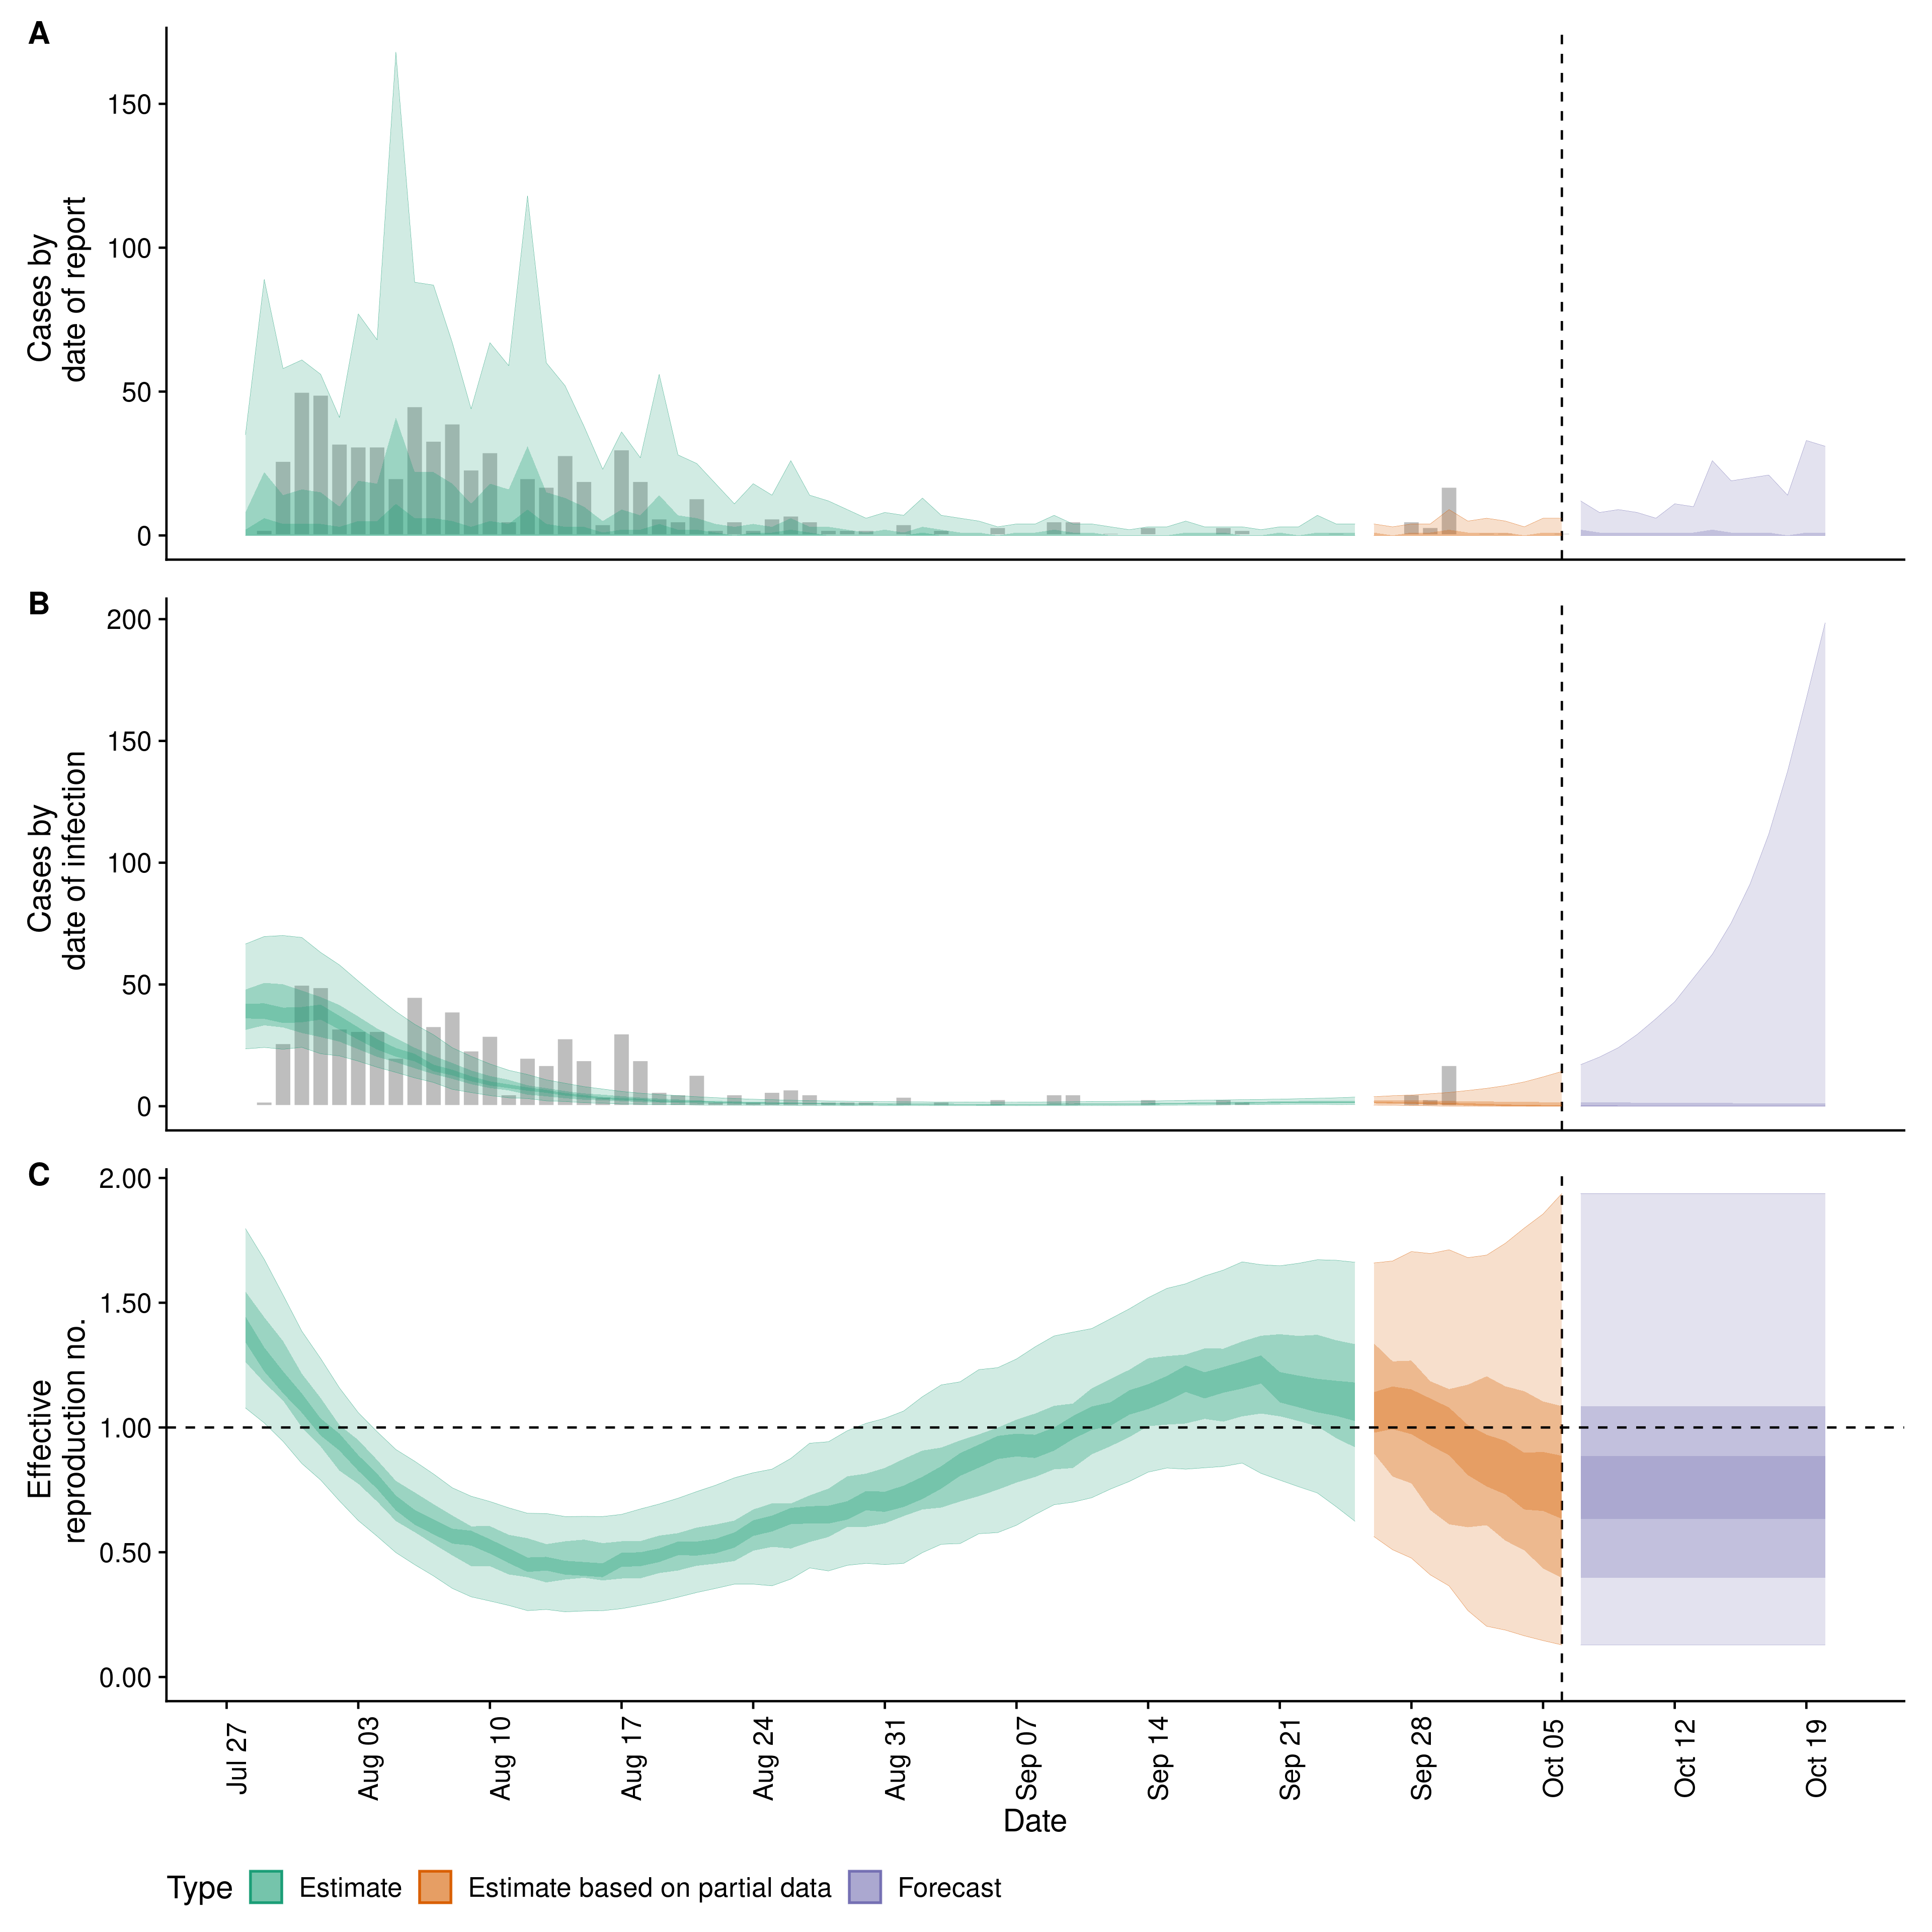 A
Cases by
date of report
150
100
50
0
B
Cases by
date of infection
200
150
100
50
0
C
Effective
reproduction no.
2.00
1.50
1.00
0.50
0.00
Jul 27
Aug 03
Aug 10
Aug 17
Aug 24
Aug 31
Sep 07
Sep 14
Sep 21
Sep 28
Oct 05
Oct 12
Oct 19
Date
Type Estimate Estimate based on partial data Forecast